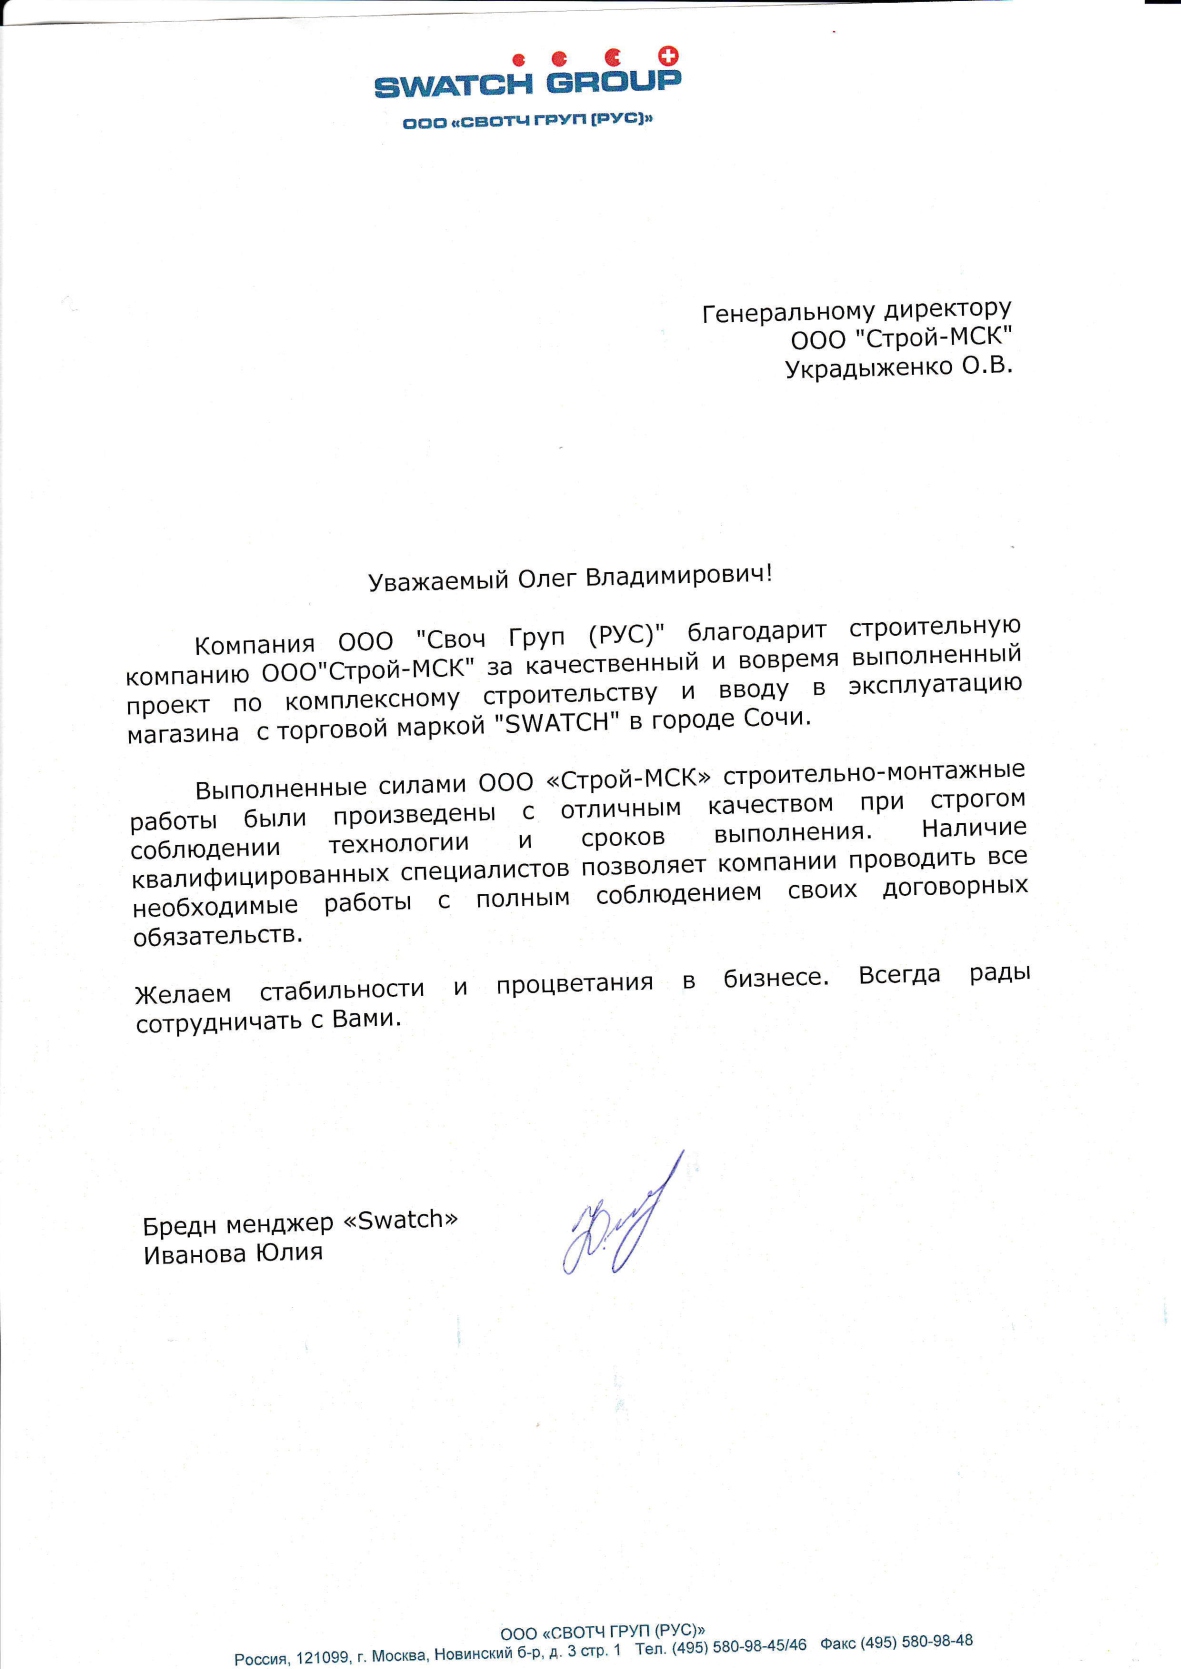 SWATCH GROUP
ООО «СВОТЧ ГРУП (РУС)»
Генеральному директору
ООО "Строй-МСК"
Украдыженко О.В.
Уважаемый Олег Владимирович!
Компания ООО "Своч Груп (РУС)" благодарит строительную
компанию ООО"Строй-МСК" за качественный и вовремя выполненный
проект по комплексному строительству и вводу в эксплуатацию
магазина с торговой маркой "SWATCH" в городе Сочи.
Выполненные силами ООО «Строй-МСК» строительно-монтажные
работы были произведены с отличным качеством при строгом
соблюдении технологии и сроков выполнения. Наличие
квалифицированных специалистов позволяет компании проводить все
необходимые работы с полным соблюдением своих договорных
обязательств.
Желаем стабильности и процветания в бизнесе. Всегда рады
сотрудничать с Вами.
Бредн менджер «Swatch»
Иванова Юлия
ООО «СВОТЧ ГРУП (РУС)»
Россия, 121099, г. Москва, Новинский б-р, д. 3 стр. 1 Тел. (495) 580-98-45/46 Факс (495) 580-98-48